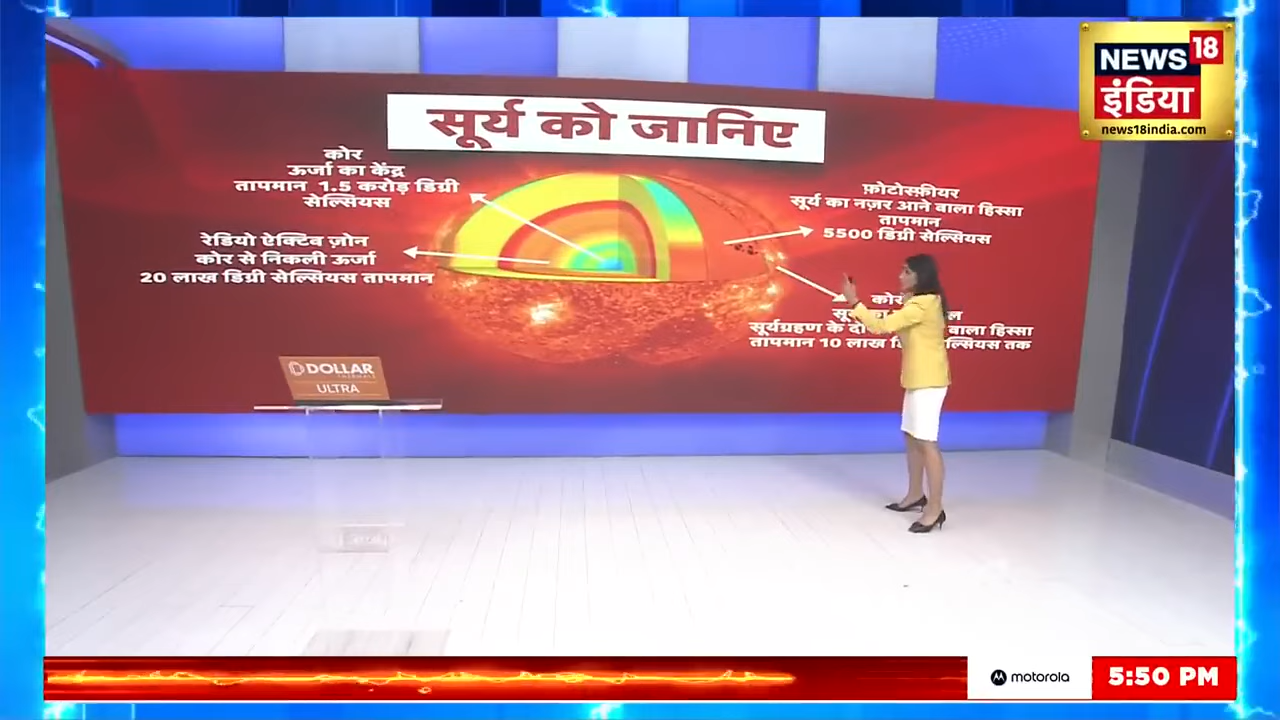 NEWS 18
इंडिया
news18india.com
सूर्य को जानिए
कोर
ऊर्जा का केंद्र
तापमान 1.5 करोड़ डिग्री
सेल्सियस
रेडियो ऐक्टिव ज़ोन
कोर से निकली ऊर्जा
20 लाख डिग्री सेल्सियस तापमान
फ़ोटोस्फ़ीयर
सूर्य का नज़र आने वाला हिस्सा
तापमान
5500 डिग्री सेल्सियस
सूर्यग्रहण के वाला हिस्सा
तापमान 10 लाख तक
DOLLAR
THERMALS
ULTRA
motorola
5:50 PM